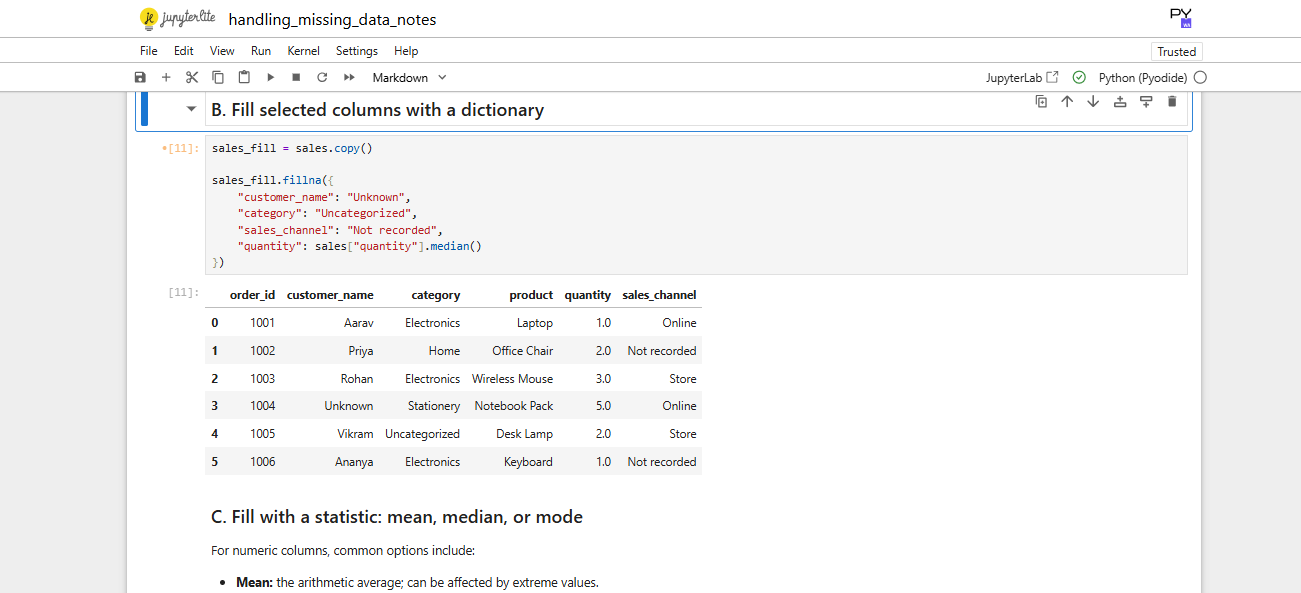 jupyterlite handling_missing_data_notes PY
File Edit View Run Kernel Settings Help Trusted
Markdown JupyterLab Python (Pyodide)
B. Fill selected columns with a dictionary
•[11]: sales_fill = sales.copy()
sales_fill.fillna({
"customer_name": "Unknown",
"category": "Uncategorized",
"sales_channel": "Not recorded",
"quantity": sales["quantity"].median()
})
[11]: order_id customer_name category product quantity sales_channel
0 1001 Aarav Electronics Laptop 1.0 Online
1 1002 Priya Home Office Chair 2.0 Not recorded
2 1003 Rohan Electronics Wireless Mouse 3.0 Store
3 1004 Unknown Stationery Notebook Pack 5.0 Online
4 1005 Vikram Uncategorized Desk Lamp 2.0 Store
5 1006 Ananya Electronics Keyboard 1.0 Not recorded
C. Fill with a statistic: mean, median, or mode
For numeric columns, common options include:
• Mean: the arithmetic average; can be affected by extreme values.